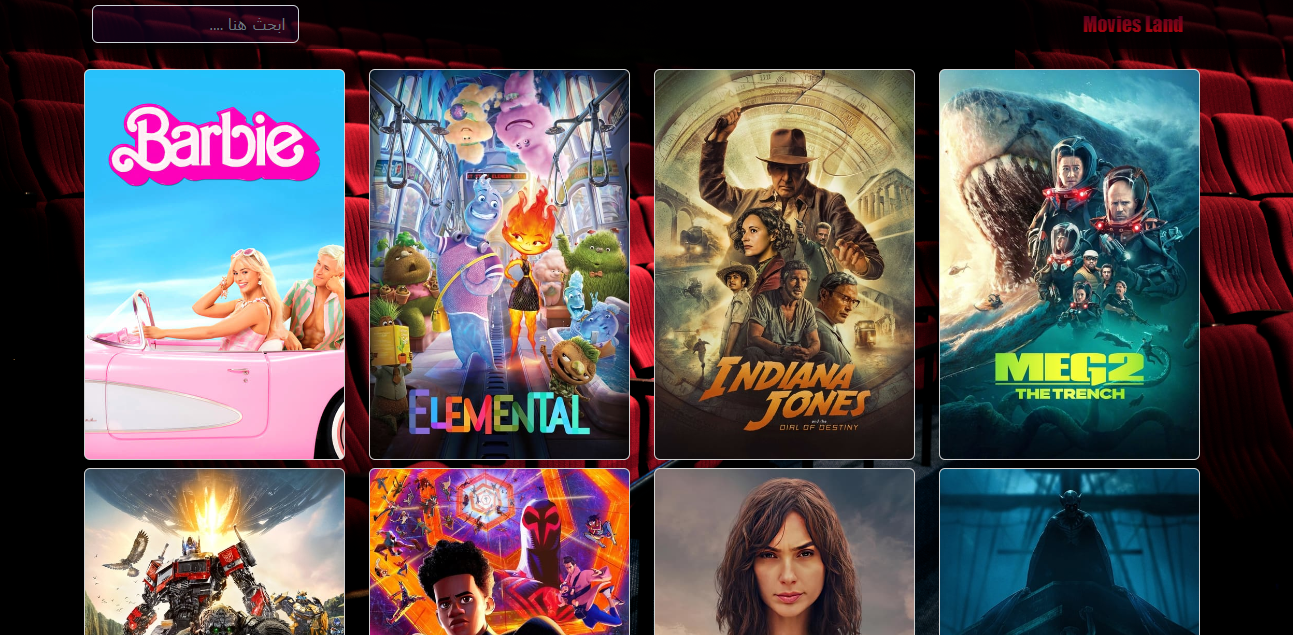 Movies Land
ابحث هنا ....
Barbie
ELEMENTAL
INDIANA
JONES
and the
DIAL OF DESTINY
MEG2
THE TRENCH